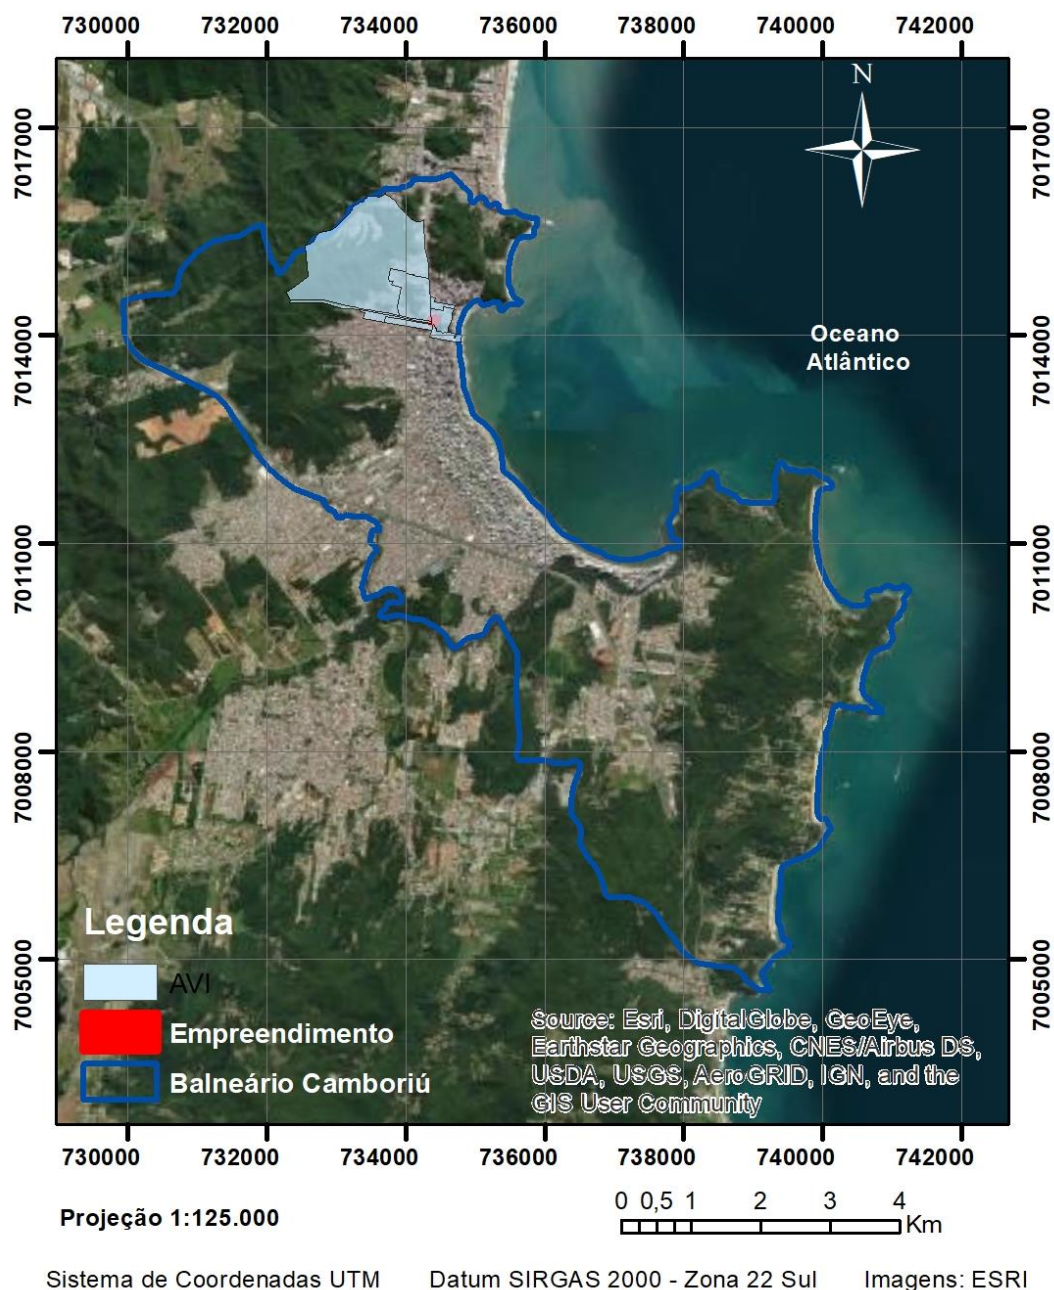 730000 732000 734000 736000 738000 740000 742000
N
7017000 7017000
Oceano
Atlântico
7014000 7014000
7011000 7011000
7008000 7008000
7005000 7005000
Legenda
AVI
Empreendimento
Balneário Camboriú
Source: Esri, DigitalGlobe, GeoEye,
Earthstar Geographics, CNES/Airbus DS,
USDA, USGS, AeroGRID, IGN, and the
GIS User Community
730000 732000 734000 736000 738000 740000 742000
Projeção 1:125.000
0 0,5 1 2 3 4
Km
Sistema de Coordenadas UTM Datum SIRGAS 2000 - Zona 22 Sul Imagens: ESRI